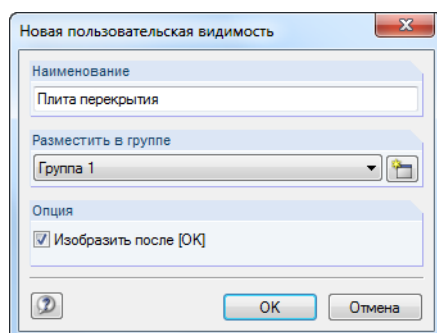 Новая пользовательская видимость
Наименование
Плита перекрытия
Разместить в группе
Группа 1
Опция
Изобразить после [OK]
OK
Отмена